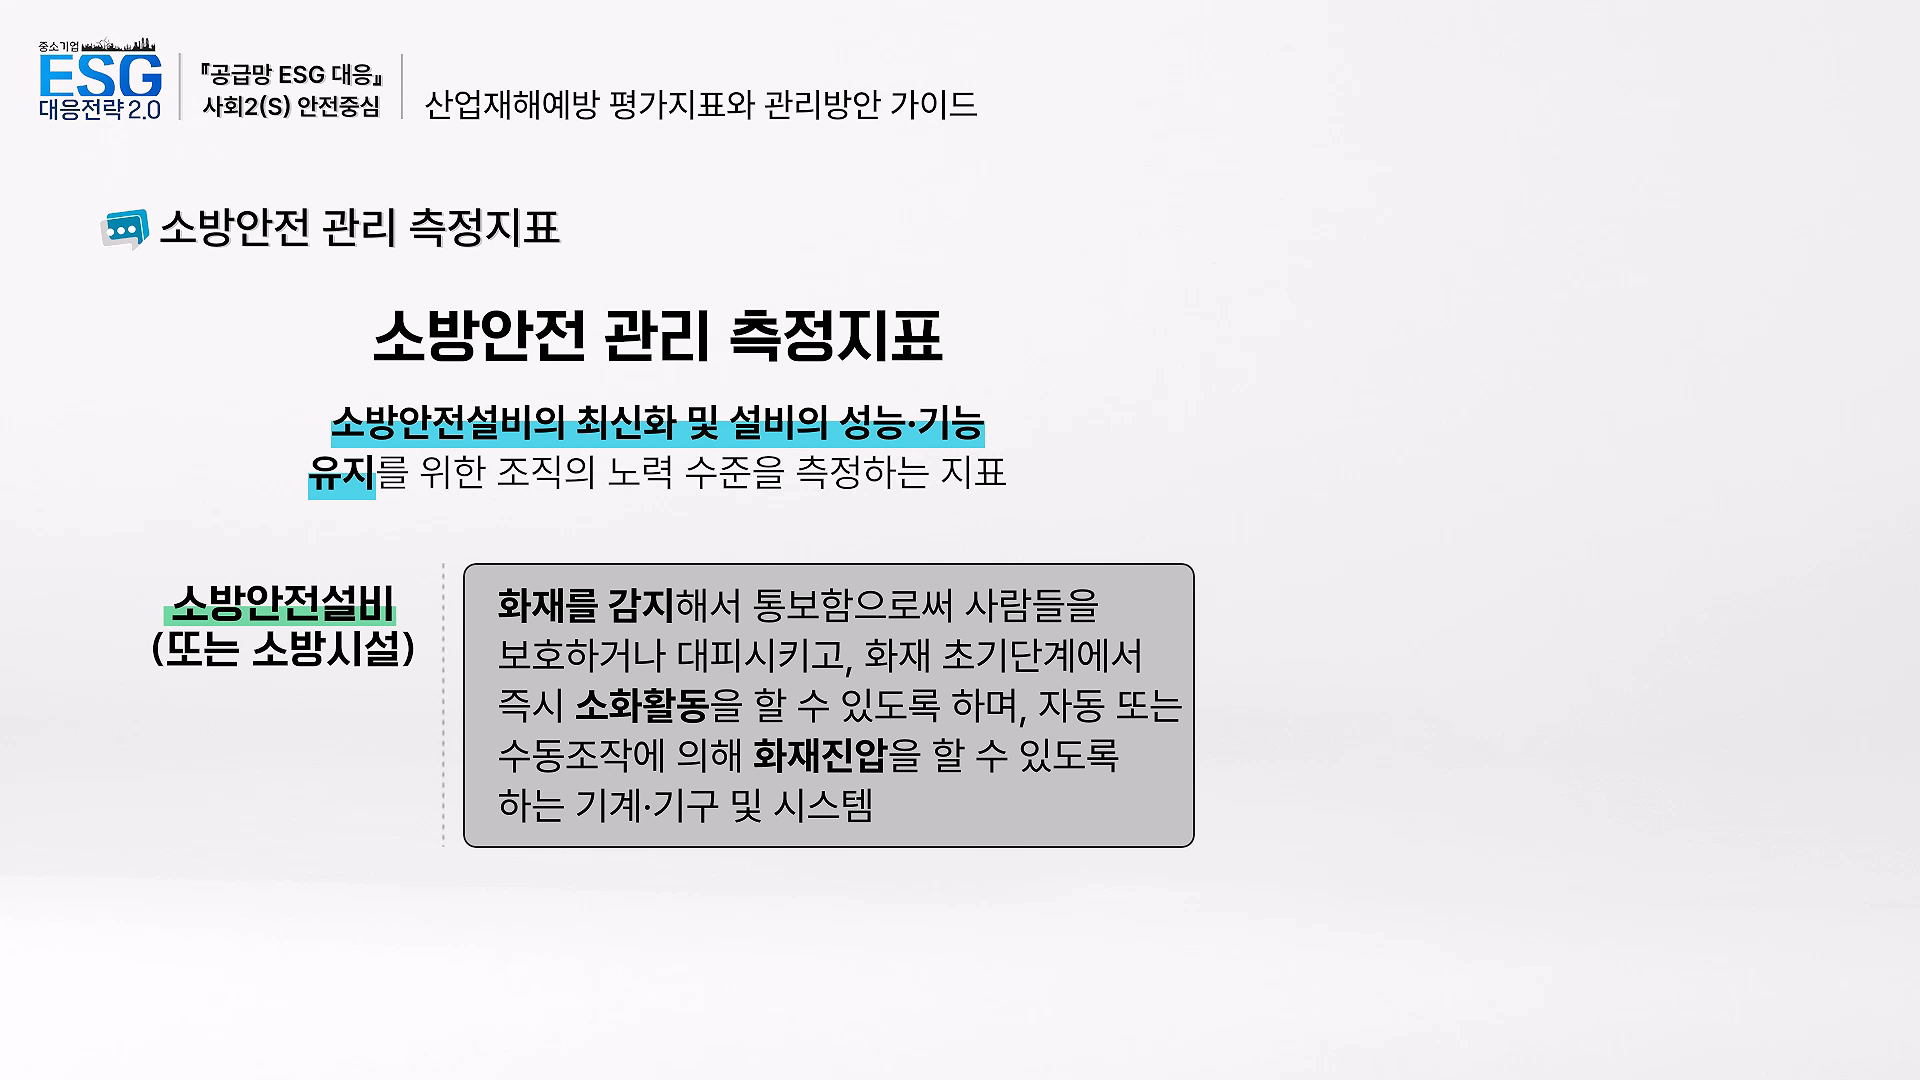 중소기업
ESG
대응전략 2.0
『공급망 ESG 대응』
사회2(S) 안전중심
산업재해예방 평가지표와 관리방안 가이드
소방안전 관리 측정지표
소방안전 관리 측정지표
소방안전설비의 최신화 및 설비의 성능·기능
유지를 위한 조직의 노력 수준을 측정하는 지표
소방안전설비
(또는 소방시설)
화재를 감지해서 통보함으로써 사람들을
보호하거나 대피시키고, 화재 초기단계에서
즉시 소화활동을 할 수 있도록 하며, 자동 또는
수동조작에 의해 화재진압을 할 수 있도록
하는 기계·기구 및 시스템